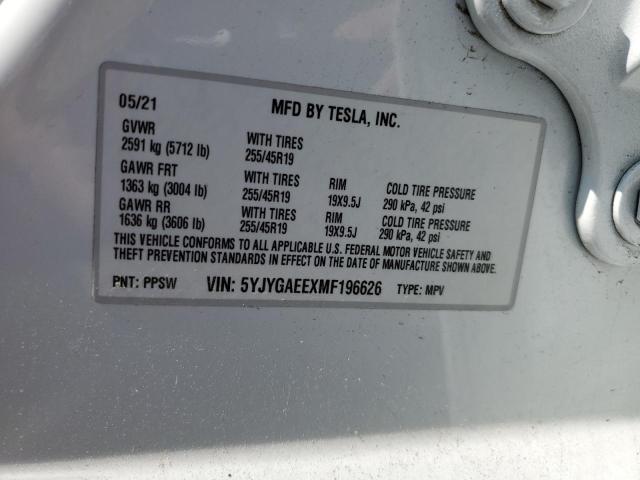 05/21 MFD BY TESLA, INC.
GVWR
2591 kg (5712 lb) WITH TIRES 255/45R19
GAWR FRT
1363 kg (3004 lb) WITH TIRES 255/45R19 RIM 19X9.5J COLD TIRE PRESSURE 290 kPa, 42 psi
GAWR RR
1636 kg (3606 lb) WITH TIRES 255/45R19 RIM 19X9.5J COLD TIRE PRESSURE 290 kPa, 42 psi
THIS VEHICLE CONFORMS TO ALL APPLICABLE U.S. FEDERAL MOTOR VEHICLE SAFETY AND
THEFT PREVENTION STANDARDS IN EFFECT ON THE DATE OF MANUFACTURE SHOWN ABOVE.
PNT: PPSW VIN: 5YJYGAEEXMF196626 TYPE: MPV